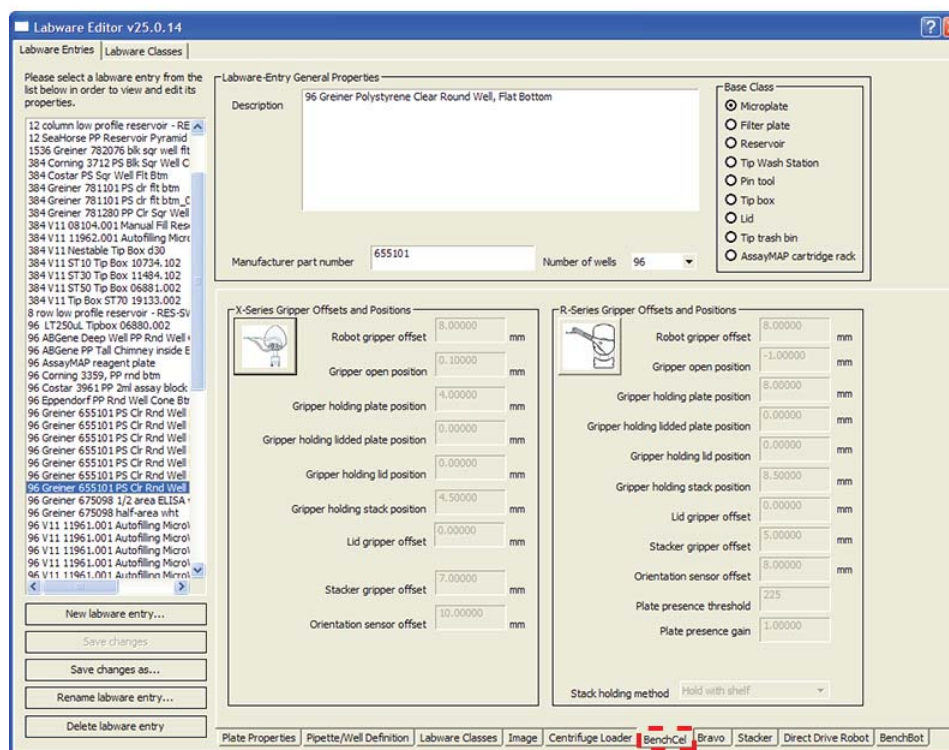 Labware Editor v25.0.14
Labware Entries
Labware Classes
Please select a labware entry from the
list below in order to view and edit its
properties.
12 column low profile reservoir - RE
12 SeaHorse PP Reservoir Pyramid
1536 Greiner 782076 blk sqr well flt
384 Corning 3712 PS Blk Sqr Well C
384 Costar PS Sqr Well Flt Btm
384 Greiner 781101 PS clr flt btm
384 Greiner 781101 PS clr flt btm_C
384 Greiner 781280 PP Clr Sqr Well
384 V11 08104.001 Manual Fill Rese
384 V11 11962.001 Autofilling Micro
384 V11 Nestable Tip Box d30
384 V11 ST10 Tip Box 10734.102
384 V11 ST30 Tip Box 11484.102
384 V11 ST50 Tip Box 06881.002
384 V11 Tip Box ST70 19133.002
8 row low profile reservoir - RES-SW
96 LT250uL Tipbox 06880.002
96 ABGene Deep Well PP Rnd Well
96 ABGene PP Tall Chimney inside E
96 AssayMAP reagent plate
96 Corning 3359, PP rnd btm
96 Costar 3961 PP 2ml assay block
96 Eppendorf PP Rnd Well Cone Btm
96 Greiner 655101 PS Clr Rnd Well
96 Greiner 655101 PS Clr Rnd Well
96 Greiner 655101 PS Clr Rnd Well
96 Greiner 655101 PS Clr Rnd Well
96 Greiner 655101 PS Clr Rnd Well
96 Greiner 655101 PS Clr Rnd Well
96 Greiner 675098 1/2 area ELISA
96 Greiner 675098 half-area wht
96 V11 11961.001 Autofilling Micro
96 V11 11961.001 Autofilling Micro
96 V11 11961.001 Autofilling Micro
96 V11 11961.001 Autofilling Micro
96 V11 11961.001 Autofilling Micro
New labware entry...
Save changes
Save changes as...
Rename labware entry...
Delete labware entry
Labware-Entry General Properties
Description
96 Greiner Polystyrene Clear Round Well, Flat Bottom
Manufacturer part number 655101
Number of wells 96
Base Class
Microplate
Filter plate
Reservoir
Tip Wash Station
Pin tool
Tip box
Lid
Tip trash bin
AssayMAP cartridge rack
X-Series Gripper Offsets and Positions
Robot gripper offset 8.00000 mm
Gripper open position 0.10000 mm
Gripper holding plate position 4.00000 mm
Gripper holding lidded plate position 0.00000 mm
Gripper holding lid position 0.00000 mm
Gripper holding stack position 4.50000 mm
Lid gripper offset 0.00000 mm
Stacker gripper offset 7.00000 mm
Orientation sensor offset 10.00000 mm
R-Series Gripper Offsets and Positions
Robot gripper offset 8.00000 mm
Gripper open position -1.00000 mm
Gripper holding plate position 8.00000 mm
Gripper holding lidded plate position 0.00000 mm
Gripper holding lid position 0.00000 mm
Gripper holding stack position 8.50000 mm
Lid gripper offset 0.00000 mm
Stacker gripper offset 5.00000 mm
Orientation sensor offset 8.00000 mm
Plate presence threshold 225
Plate presence gain 1.00000
Stack holding method Hold with shelf
Plate Properties
Pipette/Well Definition
Labware Classes
Image
Centrifuge Loader
BenchCel
Bravo
Stacker
Direct Drive Robot
BenchBot